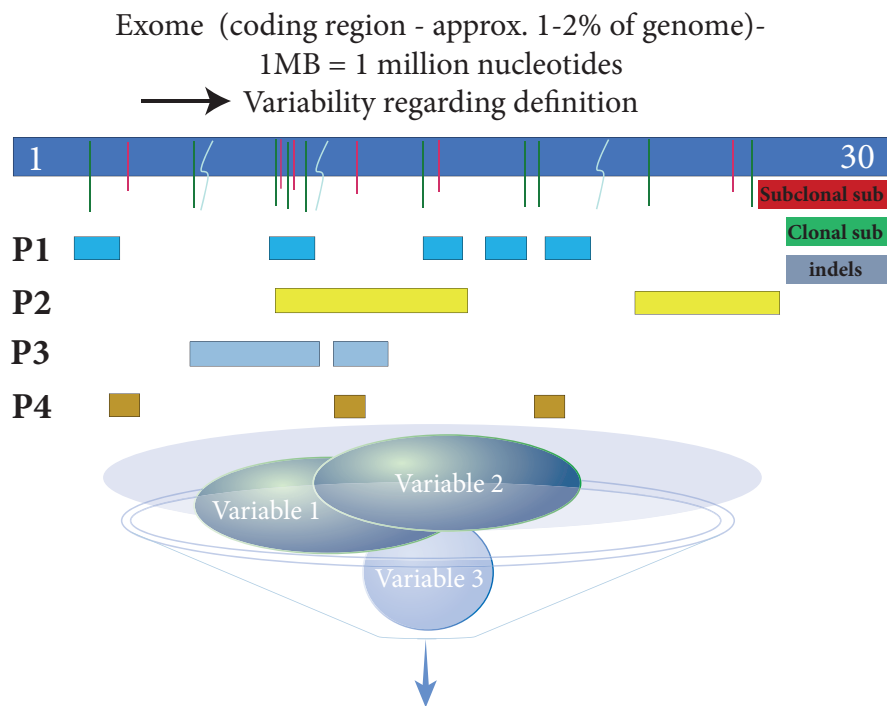 Exome (coding region - approx. 1-2% of genome)-
1MB = 1 million nucleotides
Variability regarding definition
1 30
Subclonal sub
Clonal sub
indels
P1
P2
P3
P4
Variable 1
Variable 2
Variable 3